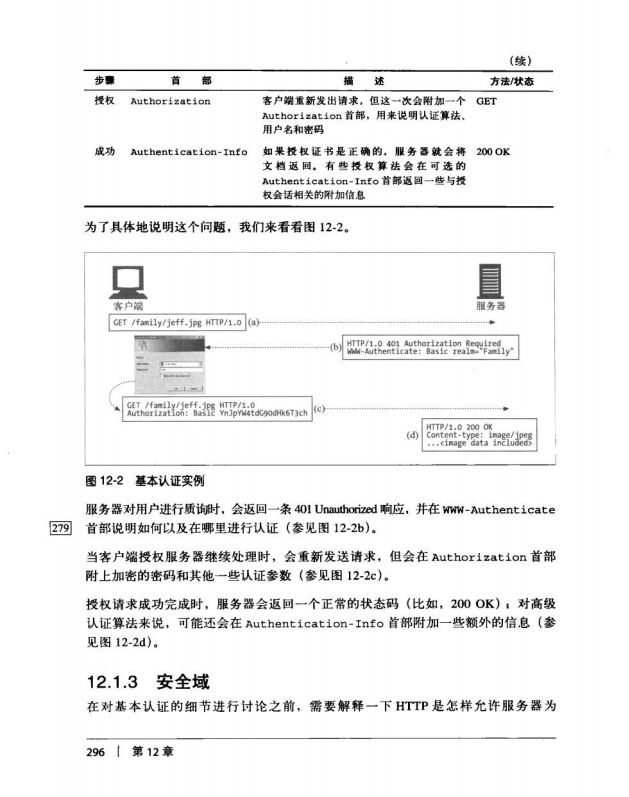 （续）
步骤 首 部 描 述 方法/状态
授权 Authorization 客户端重新发出请求，但这一次会附加一个 GET
Authorization 首部，用来说明认证算法、
用户名和密码
成功 Authentication-Info 如果授权证书是正确的，服务器就会将 200 OK
文档返回。有些授权算法会在可选的
Authentication-Info 首部返回一些与授
权会话相关的附加信息
为了具体地说明这个问题，我们来看看图 12-2。
客户端 服务器
GET /family/jeff.jpg HTTP/1.0 (a)
(b) HTTP/1.0 401 Authorization Required
WWW-Authenticate: Basic realm="Family"
GET /family/jeff.jpg HTTP/1.0
Authorization: Basic YnJpYW4tdG90dHk6T3ch (c)
HTTP/1.0 200 OK
(d) Content-type: image/jpeg
...<image data included>
图 12-2 基本认证实例
服务器对用户进行质询时，会返回一条 401 Unauthorized 响应，并在 WWW-Authenticate
279 首部说明如何以及在哪里进行认证（参见图 12-2b）。
当客户端授权服务器继续处理时，会重新发送请求，但会在 Authorization 首部
附上加密的密码和其他一些认证参数（参见图 12-2c）。
授权请求成功完成时，服务器会返回一个正常的状态码（比如，200 OK）；对高级
认证算法来说，可能还会在 Authentication-Info 首部附加一些额外的信息（参
见图 12-2d）。
12.1.3 安全域
在对基本认证的细节进行讨论之前，需要解释一下 HTTP 是怎样允许服务器为
296 | 第 12 章